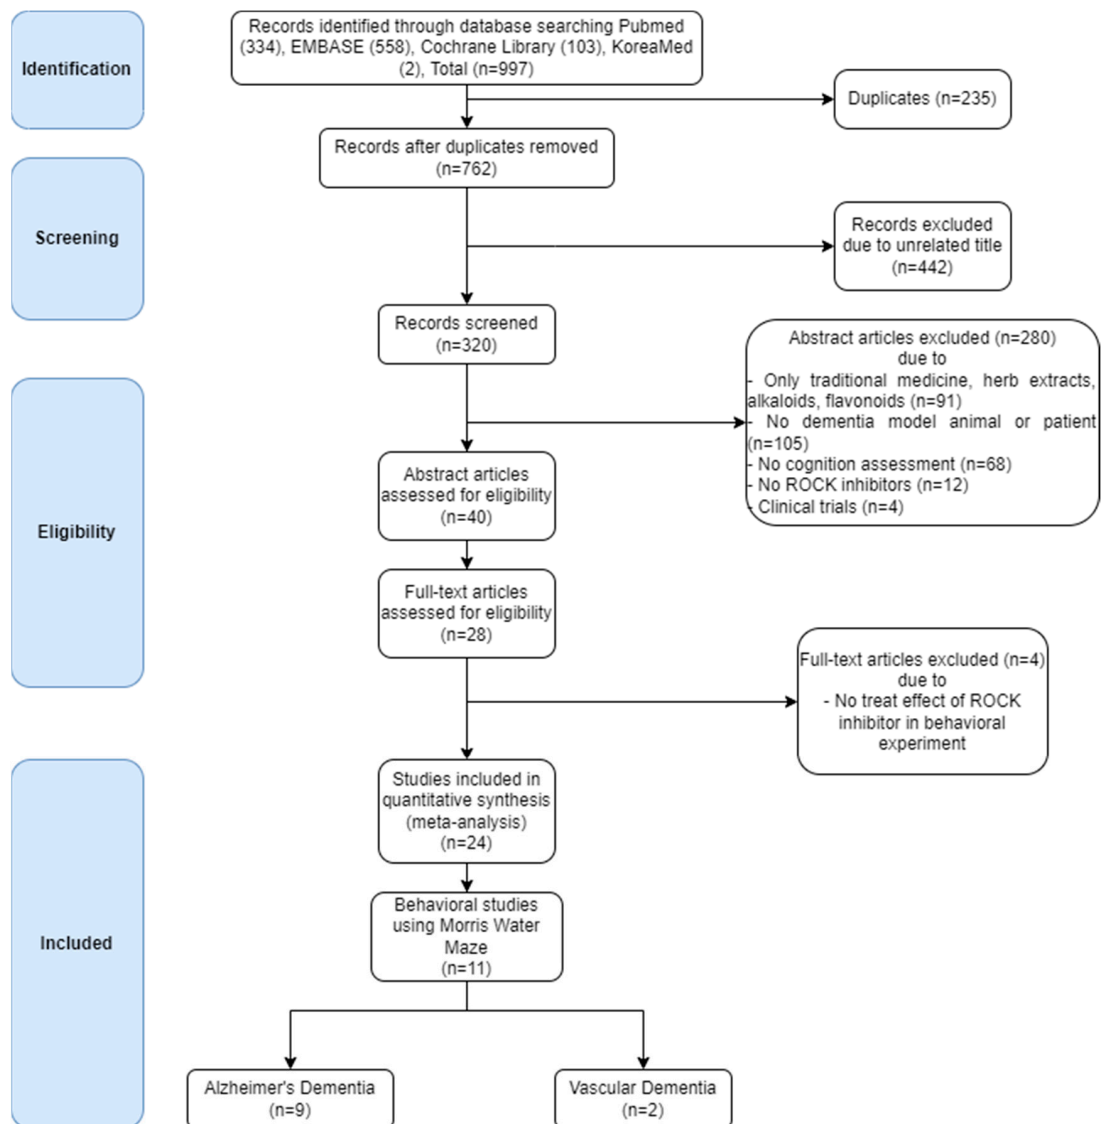 Identification
Records identified through database searching Pubmed
(334), EMBASE (558), Cochrane Library (103), KoreaMed
(2), Total (n=997)
Duplicates (n=235)
Records after duplicates removed
(n=762)
Screening
Records excluded
due to unrelated title
(n=442)
Records screened
(n=320)
Abstract articles excluded (n=280)
due to
- Only traditional medicine, herb extracts,
alkaloids, flavonoids (n=91)
- No dementia model animal or patient
(n=105)
- No cognition assessment (n=68)
- No ROCK inhibitors (n=12)
- Clinical trials (n=4)
Eligibility
Abstract articles
assessed for eligibility
(n=40)
Full-text articles
assessed for eligibility
(n=28)
Full-text articles excluded (n=4)
due to
- No treat effect of ROCK
inhibitor in behavioral
experiment
Included
Studies included in
quantitative synthesis
(meta-analysis)
(n=24)
Behavioral studies
using Morris Water
Maze
(n=11)
Alzheimer's Dementia
(n=9)
Vascular Dementia
(n=2)